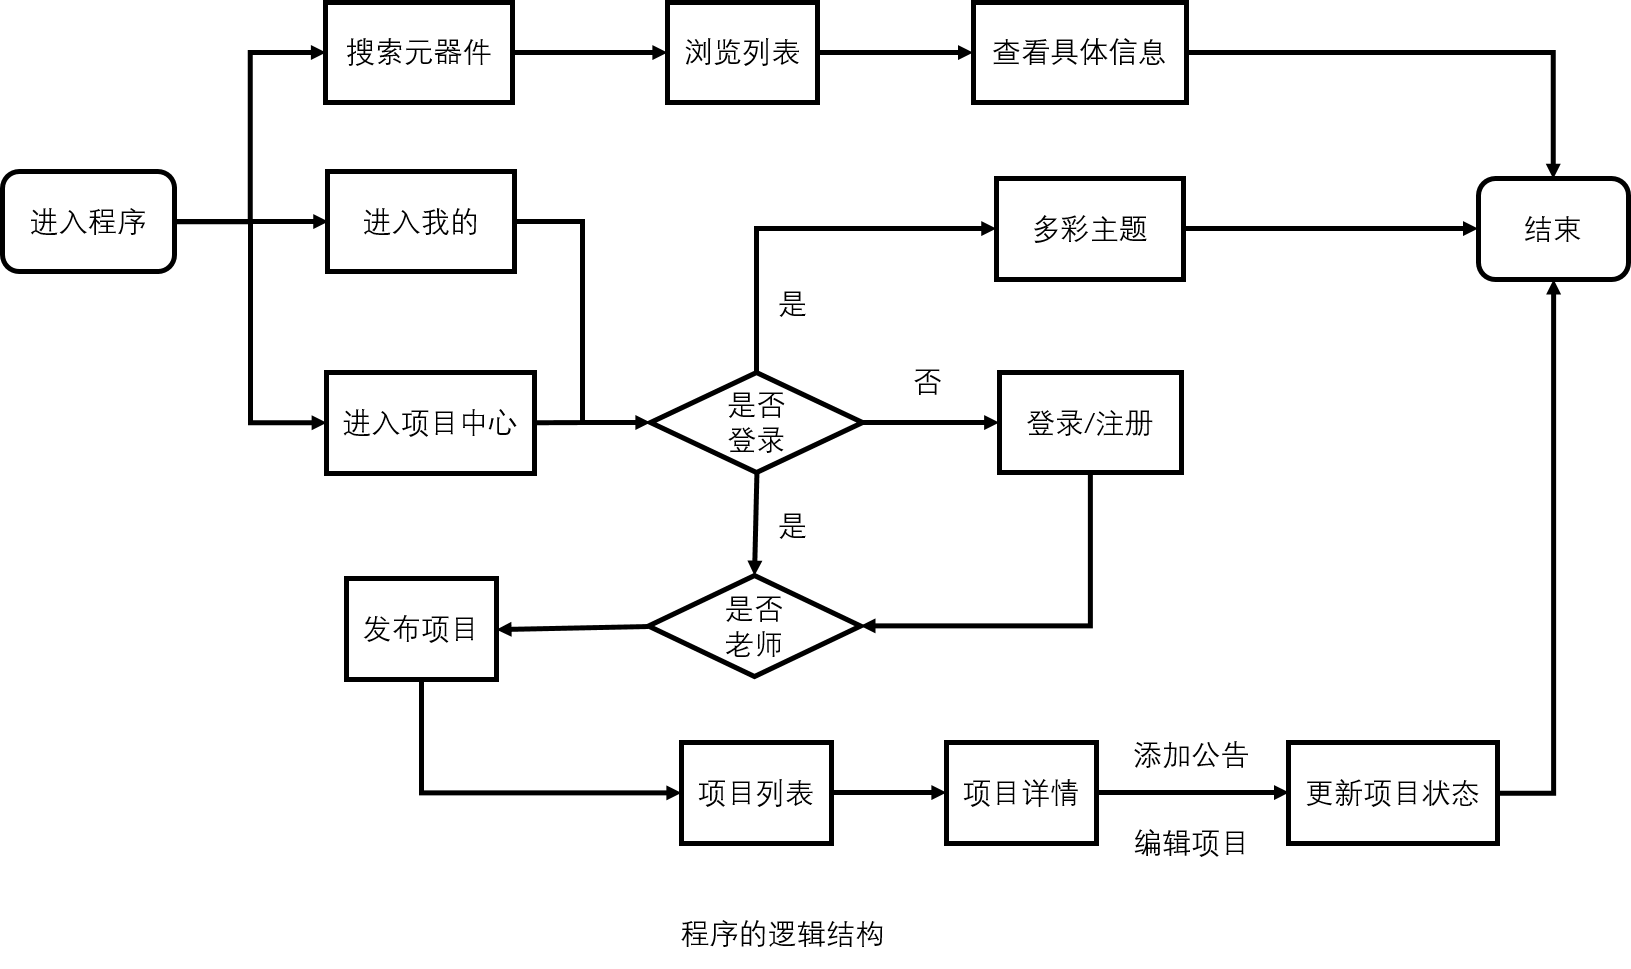 搜索元器件
浏览列表
查看具体信息
进入程序
进入我的
多彩主题
结束
是
否
进入项目中心
是否
登录
登录/注册
是
发布项目
是否
老师
项目列表
项目详情
添加公告
编辑项目
更新项目状态
程序的逻辑结构